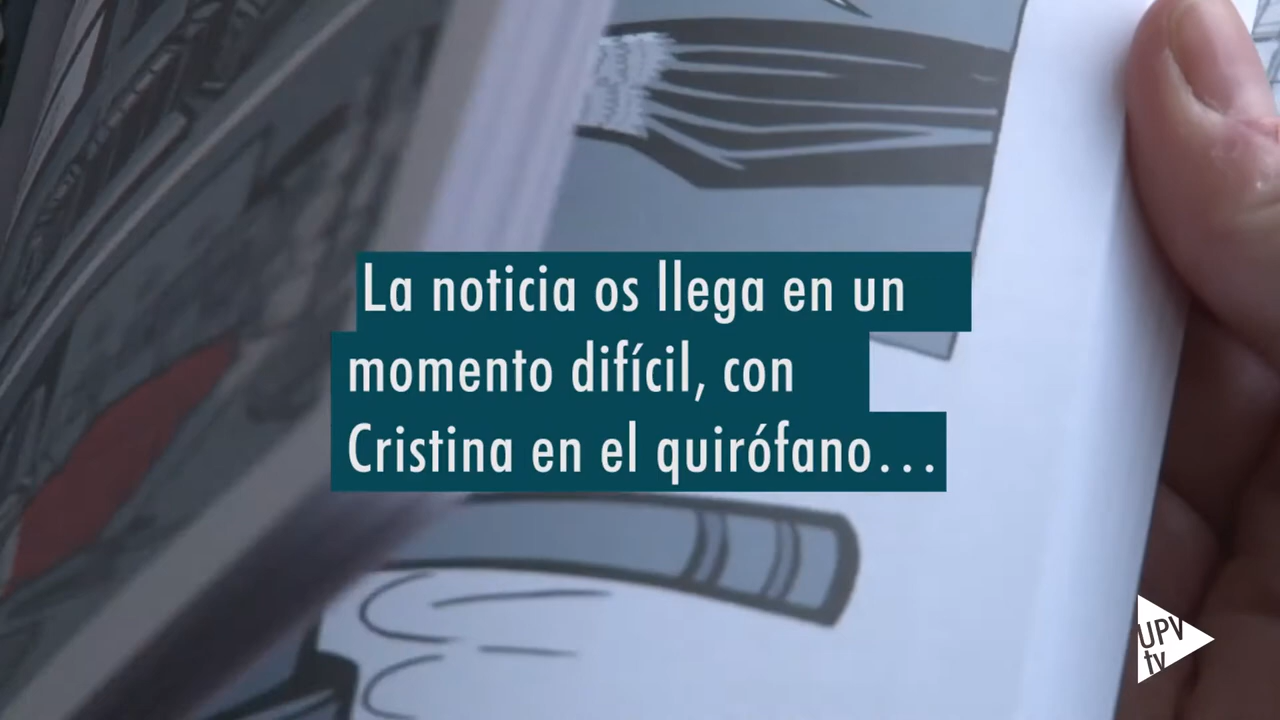 La noticia os llega en un
momento difícil, con
Cristina en el quirófano...
UPV
tv